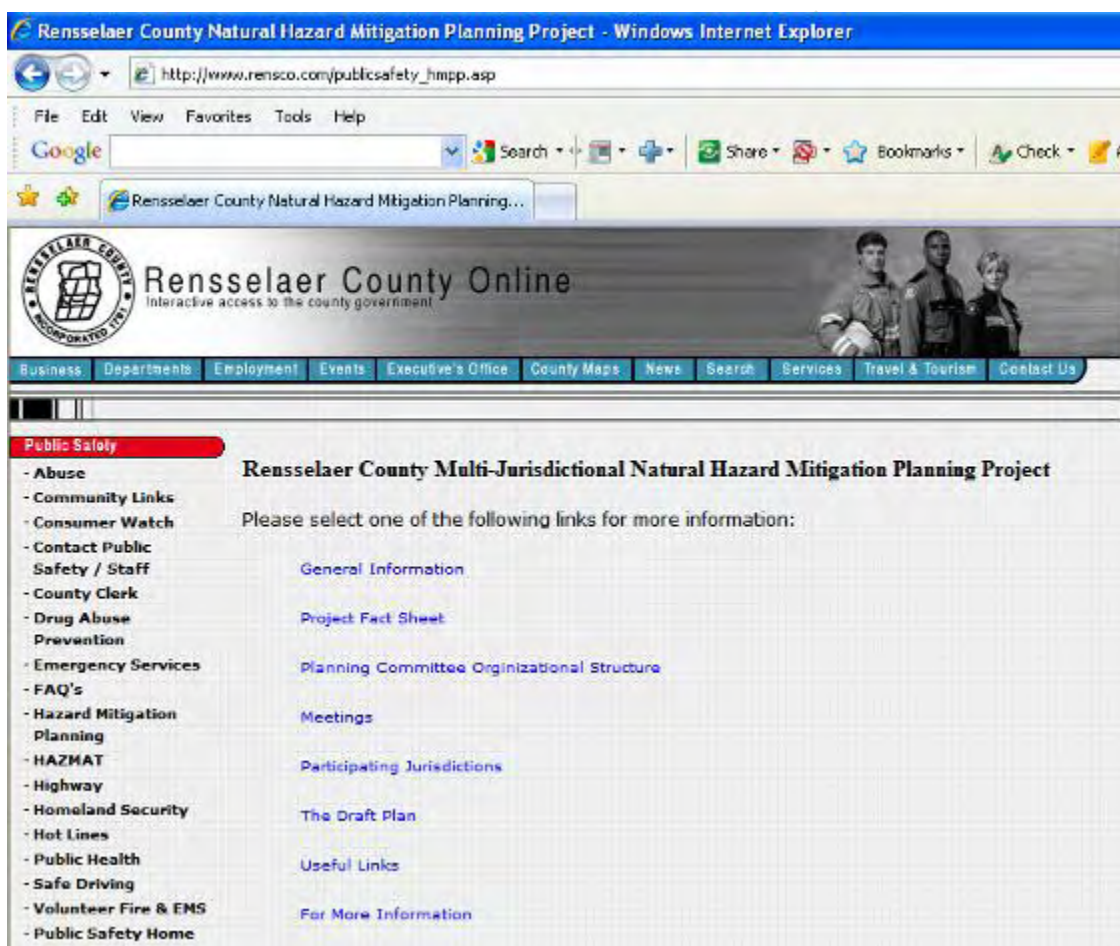 Rensselaer County Natural Hazard Mitigation Planning Project - Windows Internet Explorer
http://www.rensco.com/publicsafety_hmpp.asp
File Edit View Favorites Tools Help
Google Search Share Bookmarks Check
Rensselaer County Natural Hazard Mitigation Planning...
RENSSELAER COUNTY
INCORPORATED 1791
Rensselaer County Online
Interactive access to the county government
Business Departments Employment Events Executive's Office County Maps News Search Services Travel & Tourism Contact Us
Public Safety
- Abuse
- Community Links
- Consumer Watch
- Contact Public
Safety / Staff
- County Clerk
- Drug Abuse
Prevention
- Emergency Services
- FAQ's
- Hazard Mitigation
Planning
- HAZMAT
- Highway
- Homeland Security
- Hot Lines
- Public Health
- Safe Driving
- Volunteer Fire & EMS
- Public Safety Home
Rensselaer County Multi-Jurisdictional Natural Hazard Mitigation Planning Project
Please select one of the following links for more information:
General Information
Project Fact Sheet
Planning Committee Orginizational Structure
Meetings
Participating Jurisdictions
The Draft Plan
Useful Links
For More Information